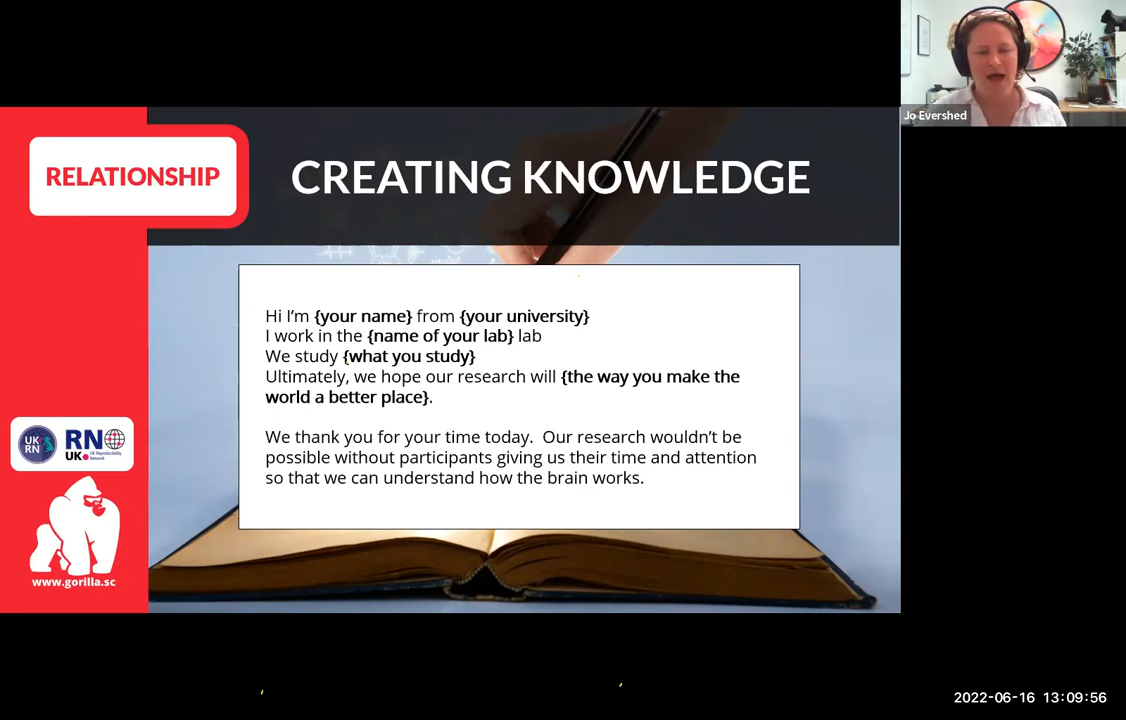 Jo Evershed
RELATIONSHIP
CREATING KNOWLEDGE
Hi I'm {your name} from {your university}
I work in the {name of your lab} lab
We study {what you study}
Ultimately, we hope our research will {the way you make the
world a better place}.
We thank you for your time today. Our research wouldn't be
possible without participants giving us their time and attention
so that we can understand how the brain works.
UK
RN
RN
UK
UK Reproducibility
Network
www.gorilla.sc
2022-06-16 13:09:56